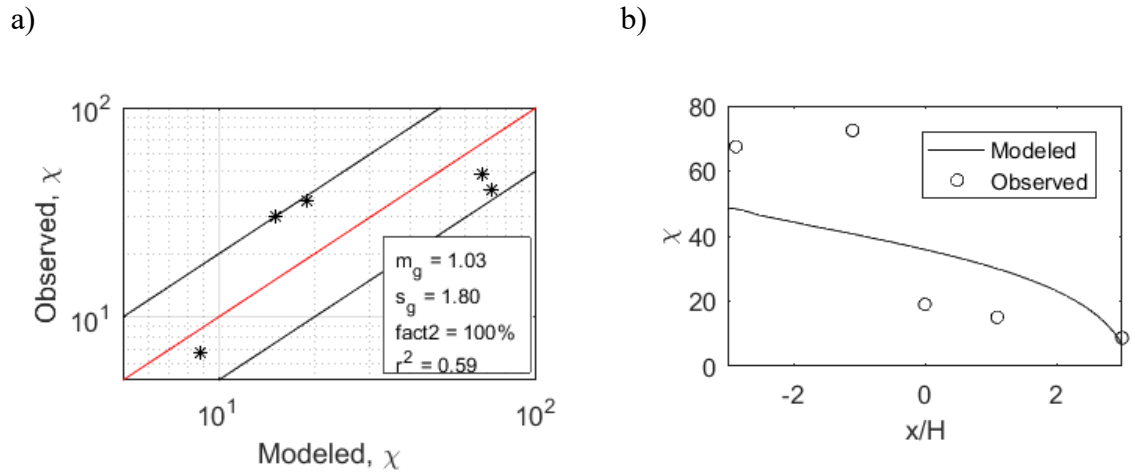 a)
b)
Observed, χ
10^2
10^1
m_g = 1.03
s_g = 1.80
fact2 = 100%
r^2 = 0.59
10^1
10^2
Modeled, χ
χ
80
60
40
20
0
Modeled
Observed
-2
0
2
x/H